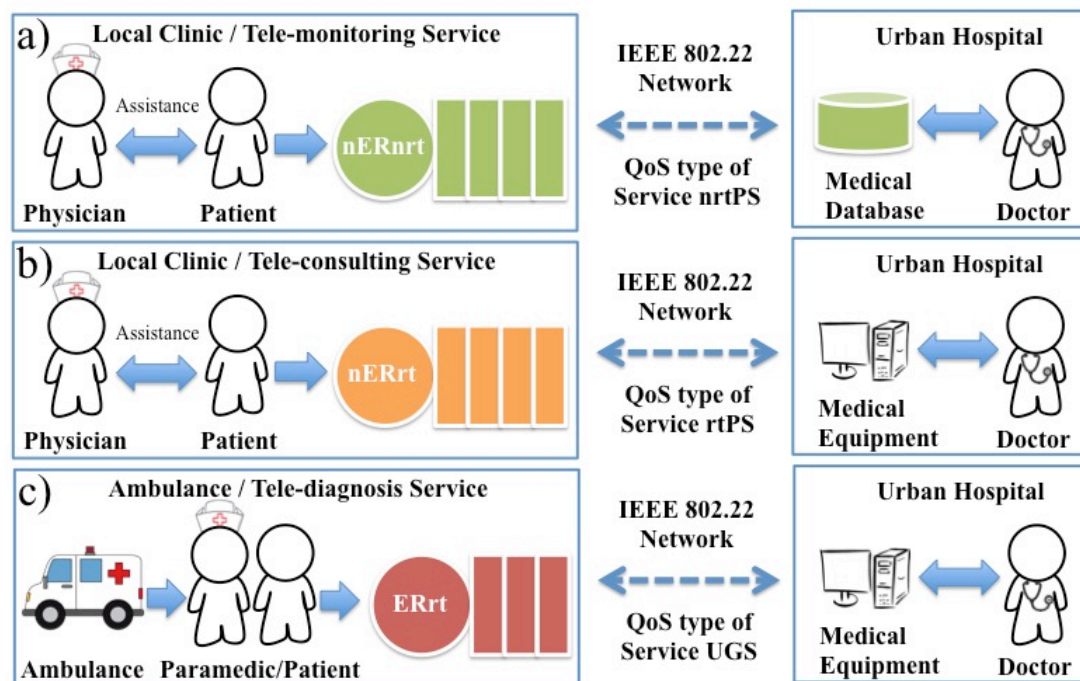 a)
Local Clinic / Tele-monitoring Service
Assistance
Physician
Patient
nERnrt
IEEE 802.22
Network
QoS type of
Service nrtPS
Urban Hospital
Medical
Database
Doctor
b)
Local Clinic / Tele-consulting Service
Assistance
Physician
Patient
nERrt
IEEE 802.22
Network
QoS type of
Service rtPS
Urban Hospital
Medical
Equipment
Doctor
c)
Ambulance / Tele-diagnosis Service
Ambulance
Paramedic/Patient
ERrt
IEEE 802.22
Network
QoS type of
Service UGS
Urban Hospital
Medical
Equipment
Doctor